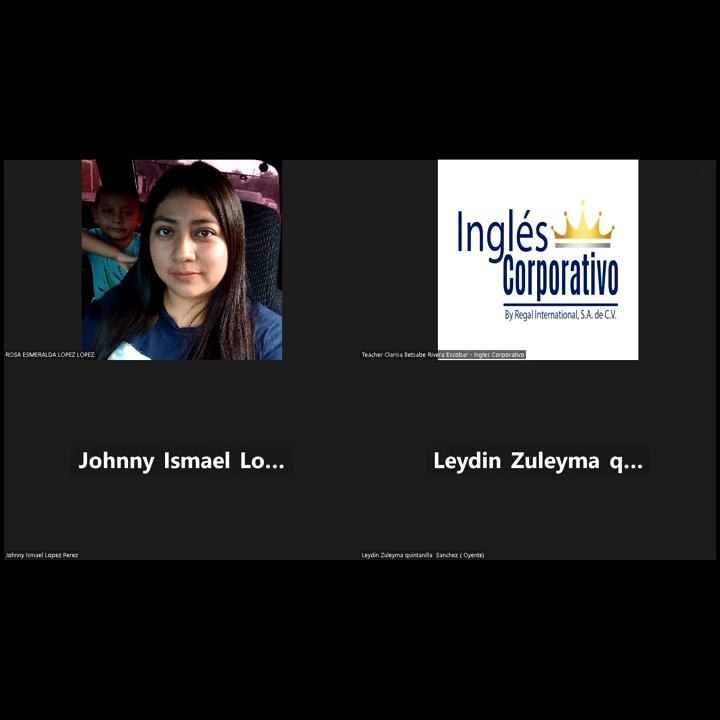 Inglés
Corporativo
By Regal International, S.A. de C.V.
ROSA ESMERALDA LOPEZ LOPEZ
Teacher Clarisa Betsabe Rivera Escobar - Ingles Corporativo
Johnny Ismael Lo...
Leydin Zuleyma q...
Johnny Ismael Lopez Perez
Leydin Zuleyma quintanilla Sanchez ( Oyente)